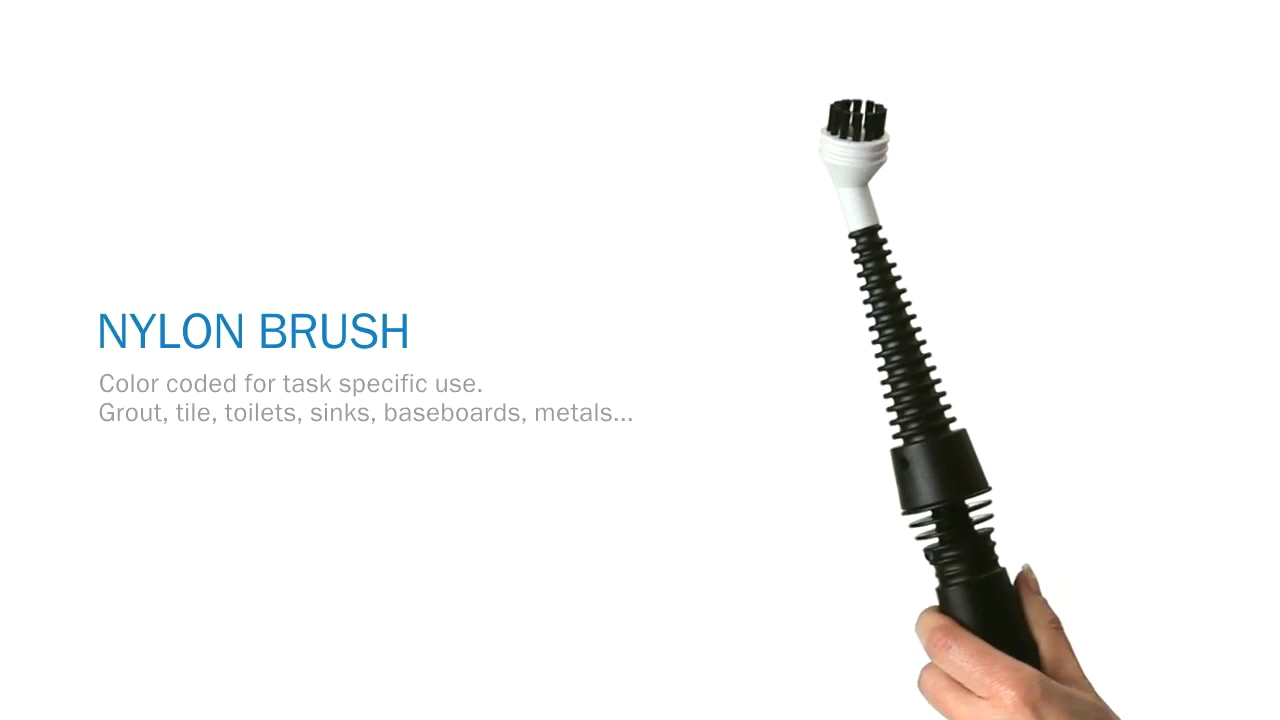 NYLON BRUSH
Color coded for task specific use.
Grout, tile, toilets, sinks, baseboards, metals...